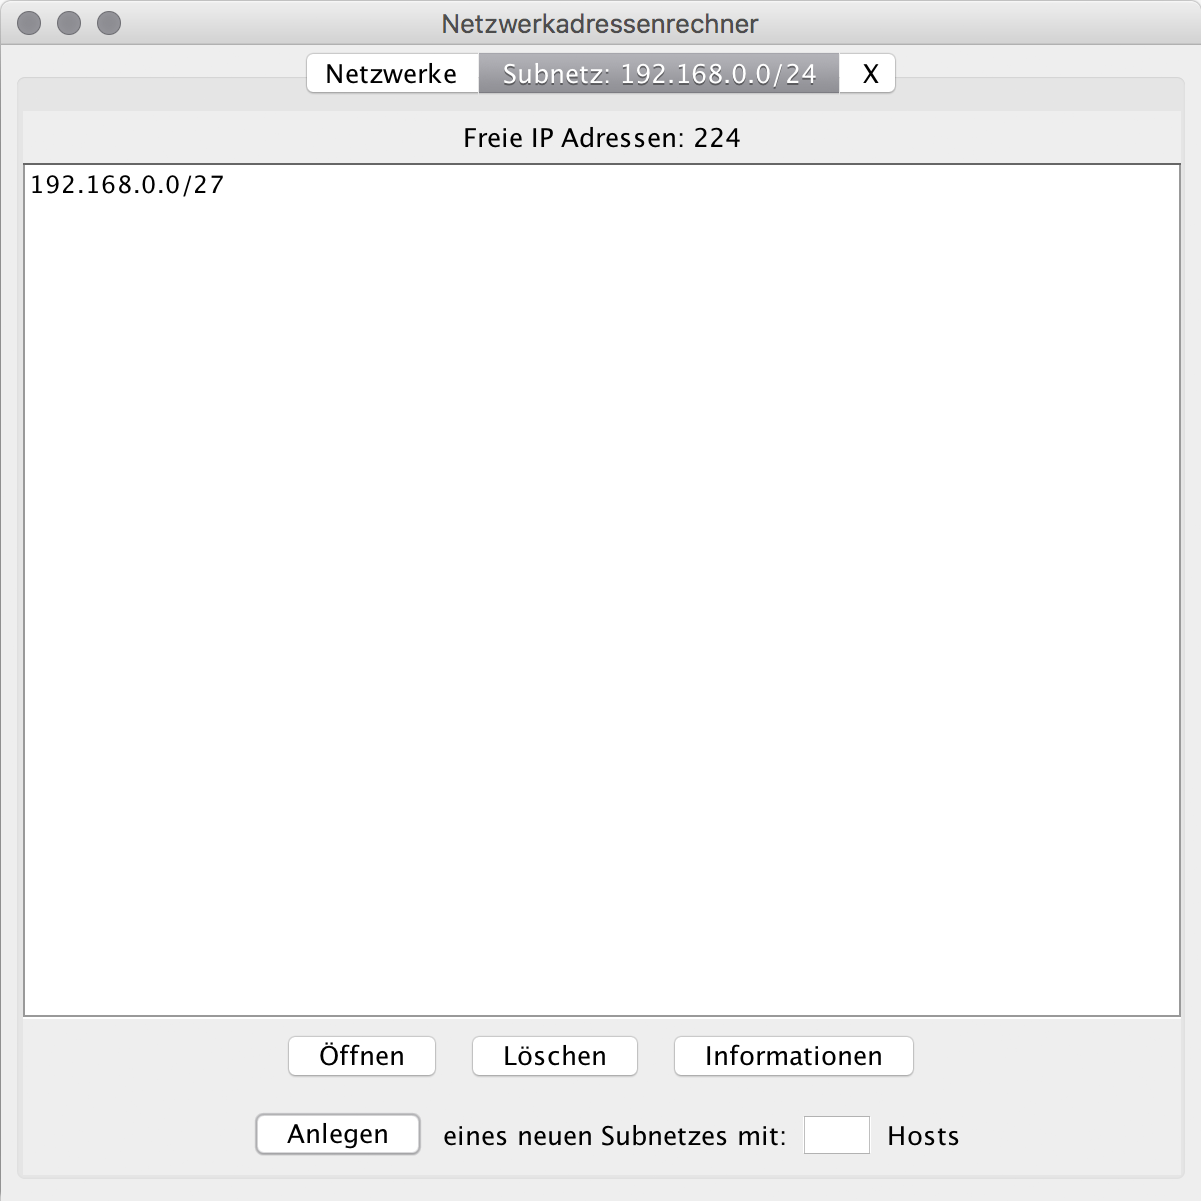 Netzwerkadressenrechner
Netzwerke Subnetz: 192.168.0.0/24 X
Freie IP Adressen: 224
192.168.0.0/27
Öffnen Löschen Informationen
Anlegen eines neuen Subnetzes mit: Hosts